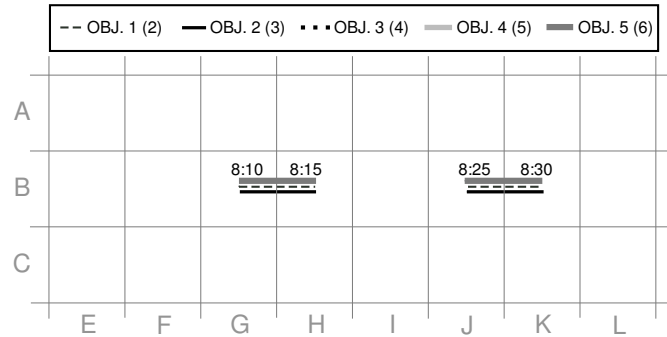 OBJ. 1 (2) OBJ. 2 (3) OBJ. 3 (4) OBJ. 4 (5) OBJ. 5 (6)
A
8:10 8:15 8:25 8:30
B
C
E F G H I J K L